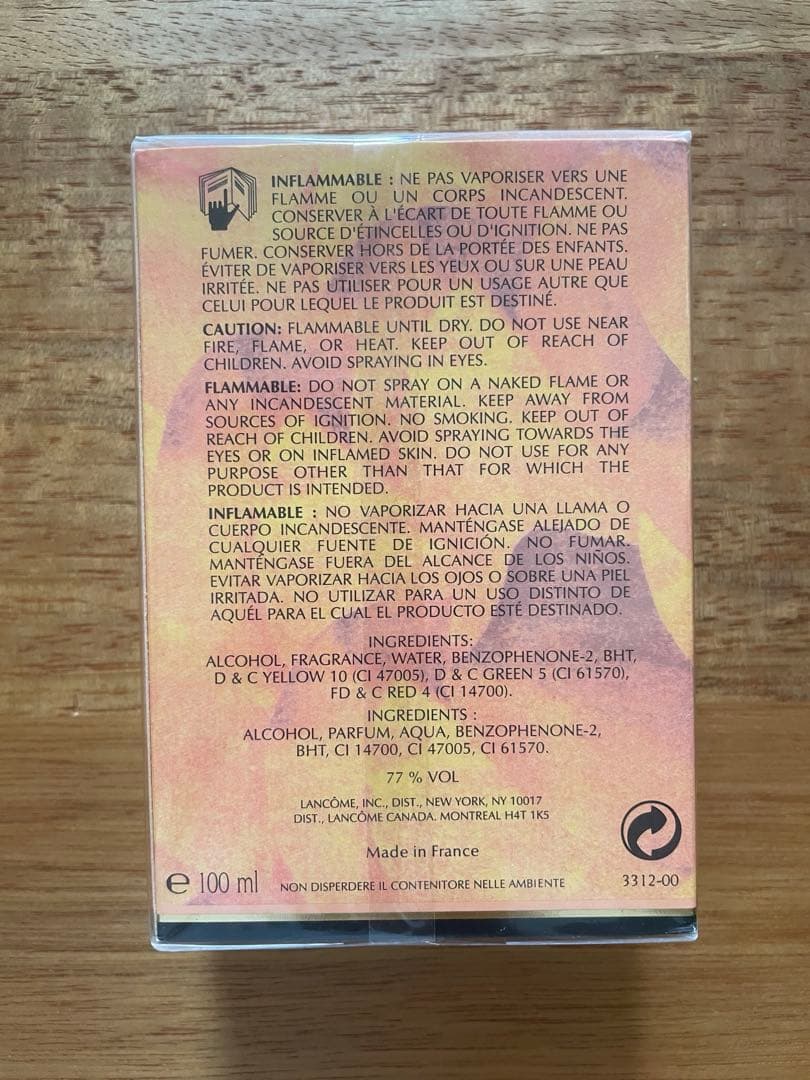 INFLAMMABLE : NE PAS VAPORISER VERS UNE
FLAMME OU UN CORPS INCANDESCENT.
CONSERVER À L'ÉCART DE TOUTE FLAMME OU
SOURCE D'ÉTINCELLES OU D'IGNITION. NE PAS
FUMER. CONSERVER HORS DE LA PORTÉE DES ENFANTS.
ÉVITER DE VAPORISER VERS LES YEUX OU SUR UNE PEAU
IRRITÉE. NE PAS UTILISER POUR UN USAGE AUTRE QUE
CELUI POUR LEQUEL LE PRODUIT EST DESTINÉ.
CAUTION: FLAMMABLE UNTIL DRY. DO NOT USE NEAR
FIRE, FLAME, OR HEAT. KEEP OUT OF REACH OF
CHILDREN. AVOID SPRAYING IN EYES.
FLAMMABLE: DO NOT SPRAY ON A NAKED FLAME OR
ANY INCANDESCENT MATERIAL. KEEP AWAY FROM
SOURCES OF IGNITION. NO SMOKING. KEEP OUT OF
REACH OF CHILDREN. AVOID SPRAYING TOWARDS THE
EYES OR ON INFLAMED SKIN. DO NOT USE FOR ANY
PURPOSE OTHER THAN THAT FOR WHICH THE
PRODUCT IS INTENDED.
INFLAMABLE : NO VAPORIZAR HACIA UNA LLAMA O
CUERPO INCANDESCENTE. MANTÉNGASE ALEJADO DE
CUALQUIER FUENTE DE IGNICIÓN. NO FUMAR.
MANTÉNGASE FUERA DEL ALCANCE DE LOS NIÑOS.
EVITAR VAPORIZAR HACIA LOS OJOS O SOBRE UNA PIEL
IRRITADA. NO UTILIZAR PARA UN USO DISTINTO DE
AQUÉL PARA EL CUAL EL PRODUCTO ESTÉ DESTINADO.
INGREDIENTS:
ALCOHOL, FRAGRANCE, WATER, BENZOPHENONE-2, BHT,
D & C YELLOW 10 (CI 47005), D & C GREEN 5 (CI 61570),
FD & C RED 4 (CI 14700).
INGREDIENTS :
ALCOHOL, PARFUM, AQUA, BENZOPHENONE-2,
BHT, CI 14700, CI 47005, CI 61570.
77 % VOL
LANCÔME, INC., DIST., NEW YORK, NY 10017
DIST., LANCÔME CANADA. MONTREAL H4T 1K5
Made in France
e 100 ml NON DISPERDERE IL CONTENITORE NELLE AMBIENTE 3312-00